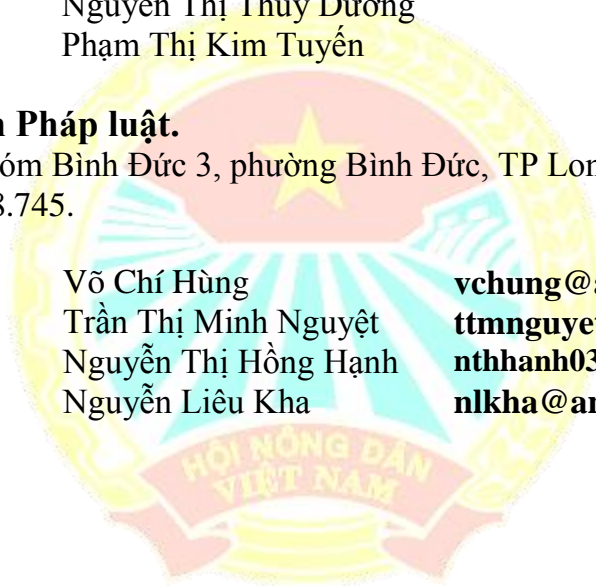 Nguyễn Thị Thùy Dương
Phạm Thị Kim Tuyến
Pháp luật.
Bình Đức 3, phường Bình Đức, TP
8.745.
Võ Chí Hùng vchung@a
Trần Thị Minh Nguyệt ttmnguyet
Nguyễn Thị Hồng Hạnh nthhanh03
Nguyễn Liêu Kha nlkha@an
HỘI NÔNG DÂN
VIỆT NAM